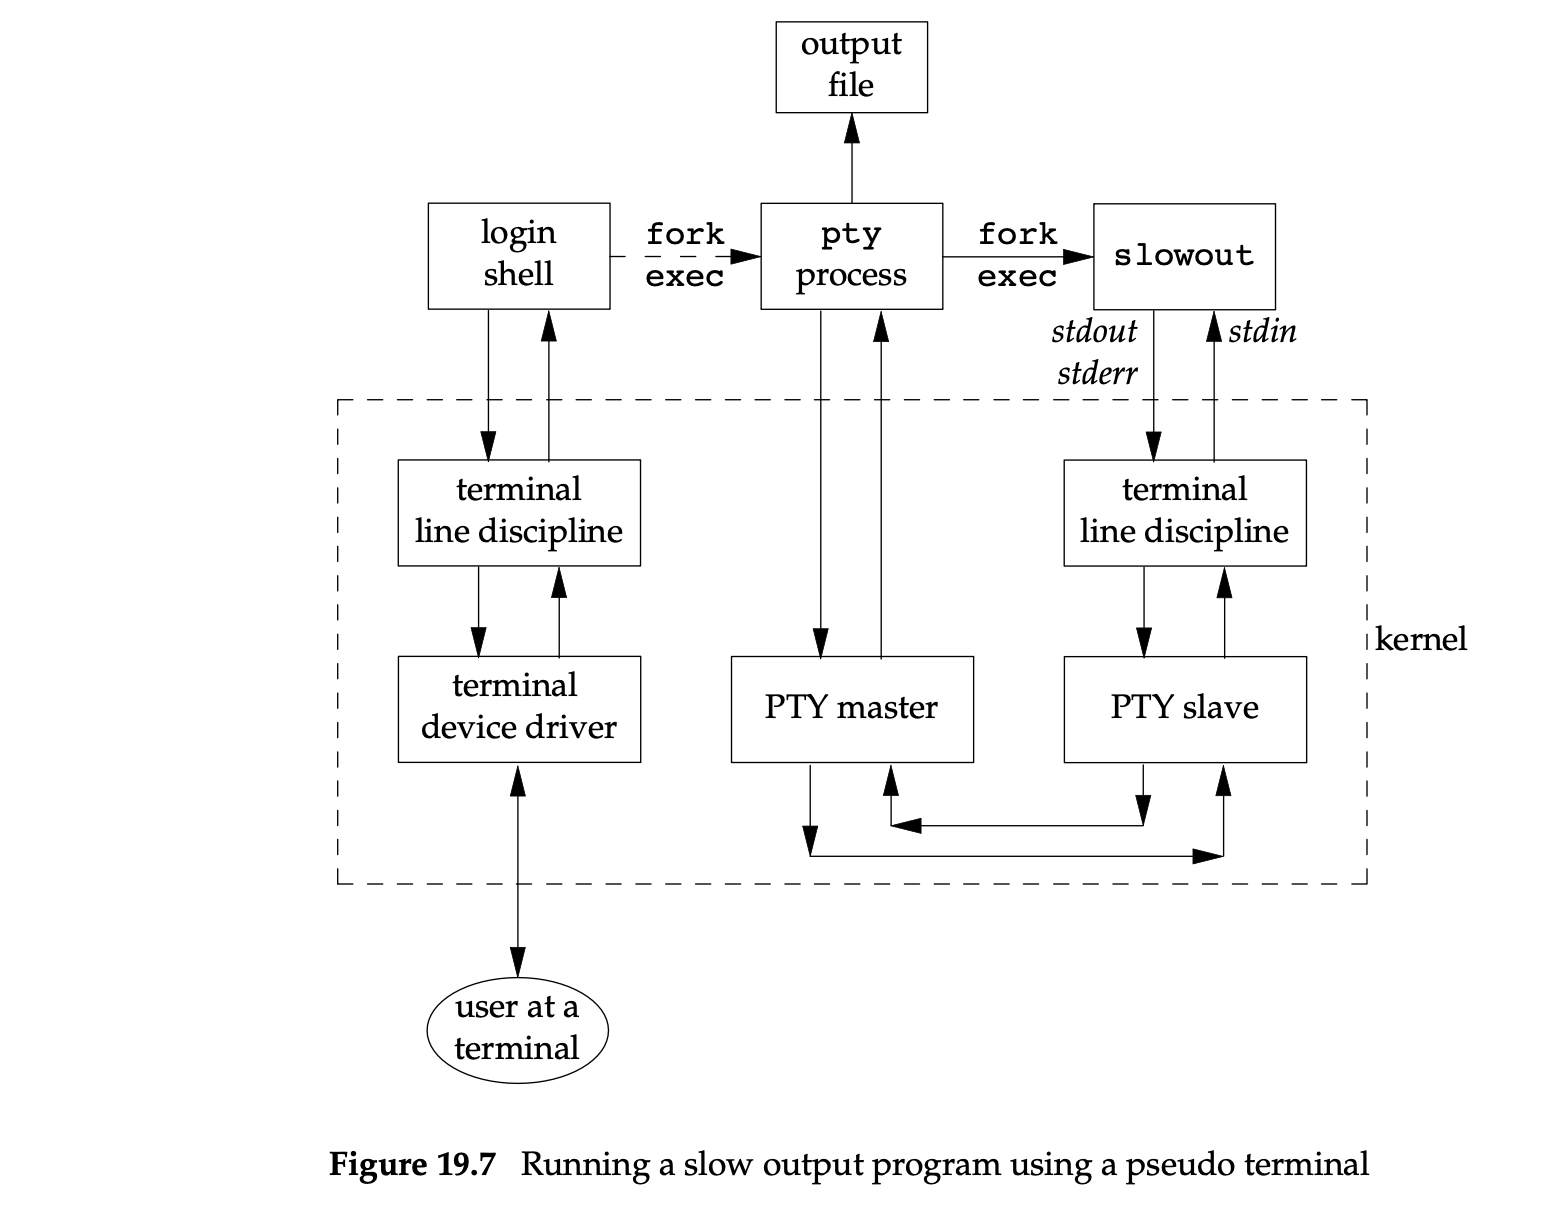 output
file
login
shell
fork
exec
pty
process
fork
exec
slowout
stdout
stderr
stdin
terminal
line discipline
terminal
line discipline
kernel
terminal
device driver
PTY master
PTY slave
user at a
terminal
Figure 19.7 Running a slow output program using a pseudo terminal